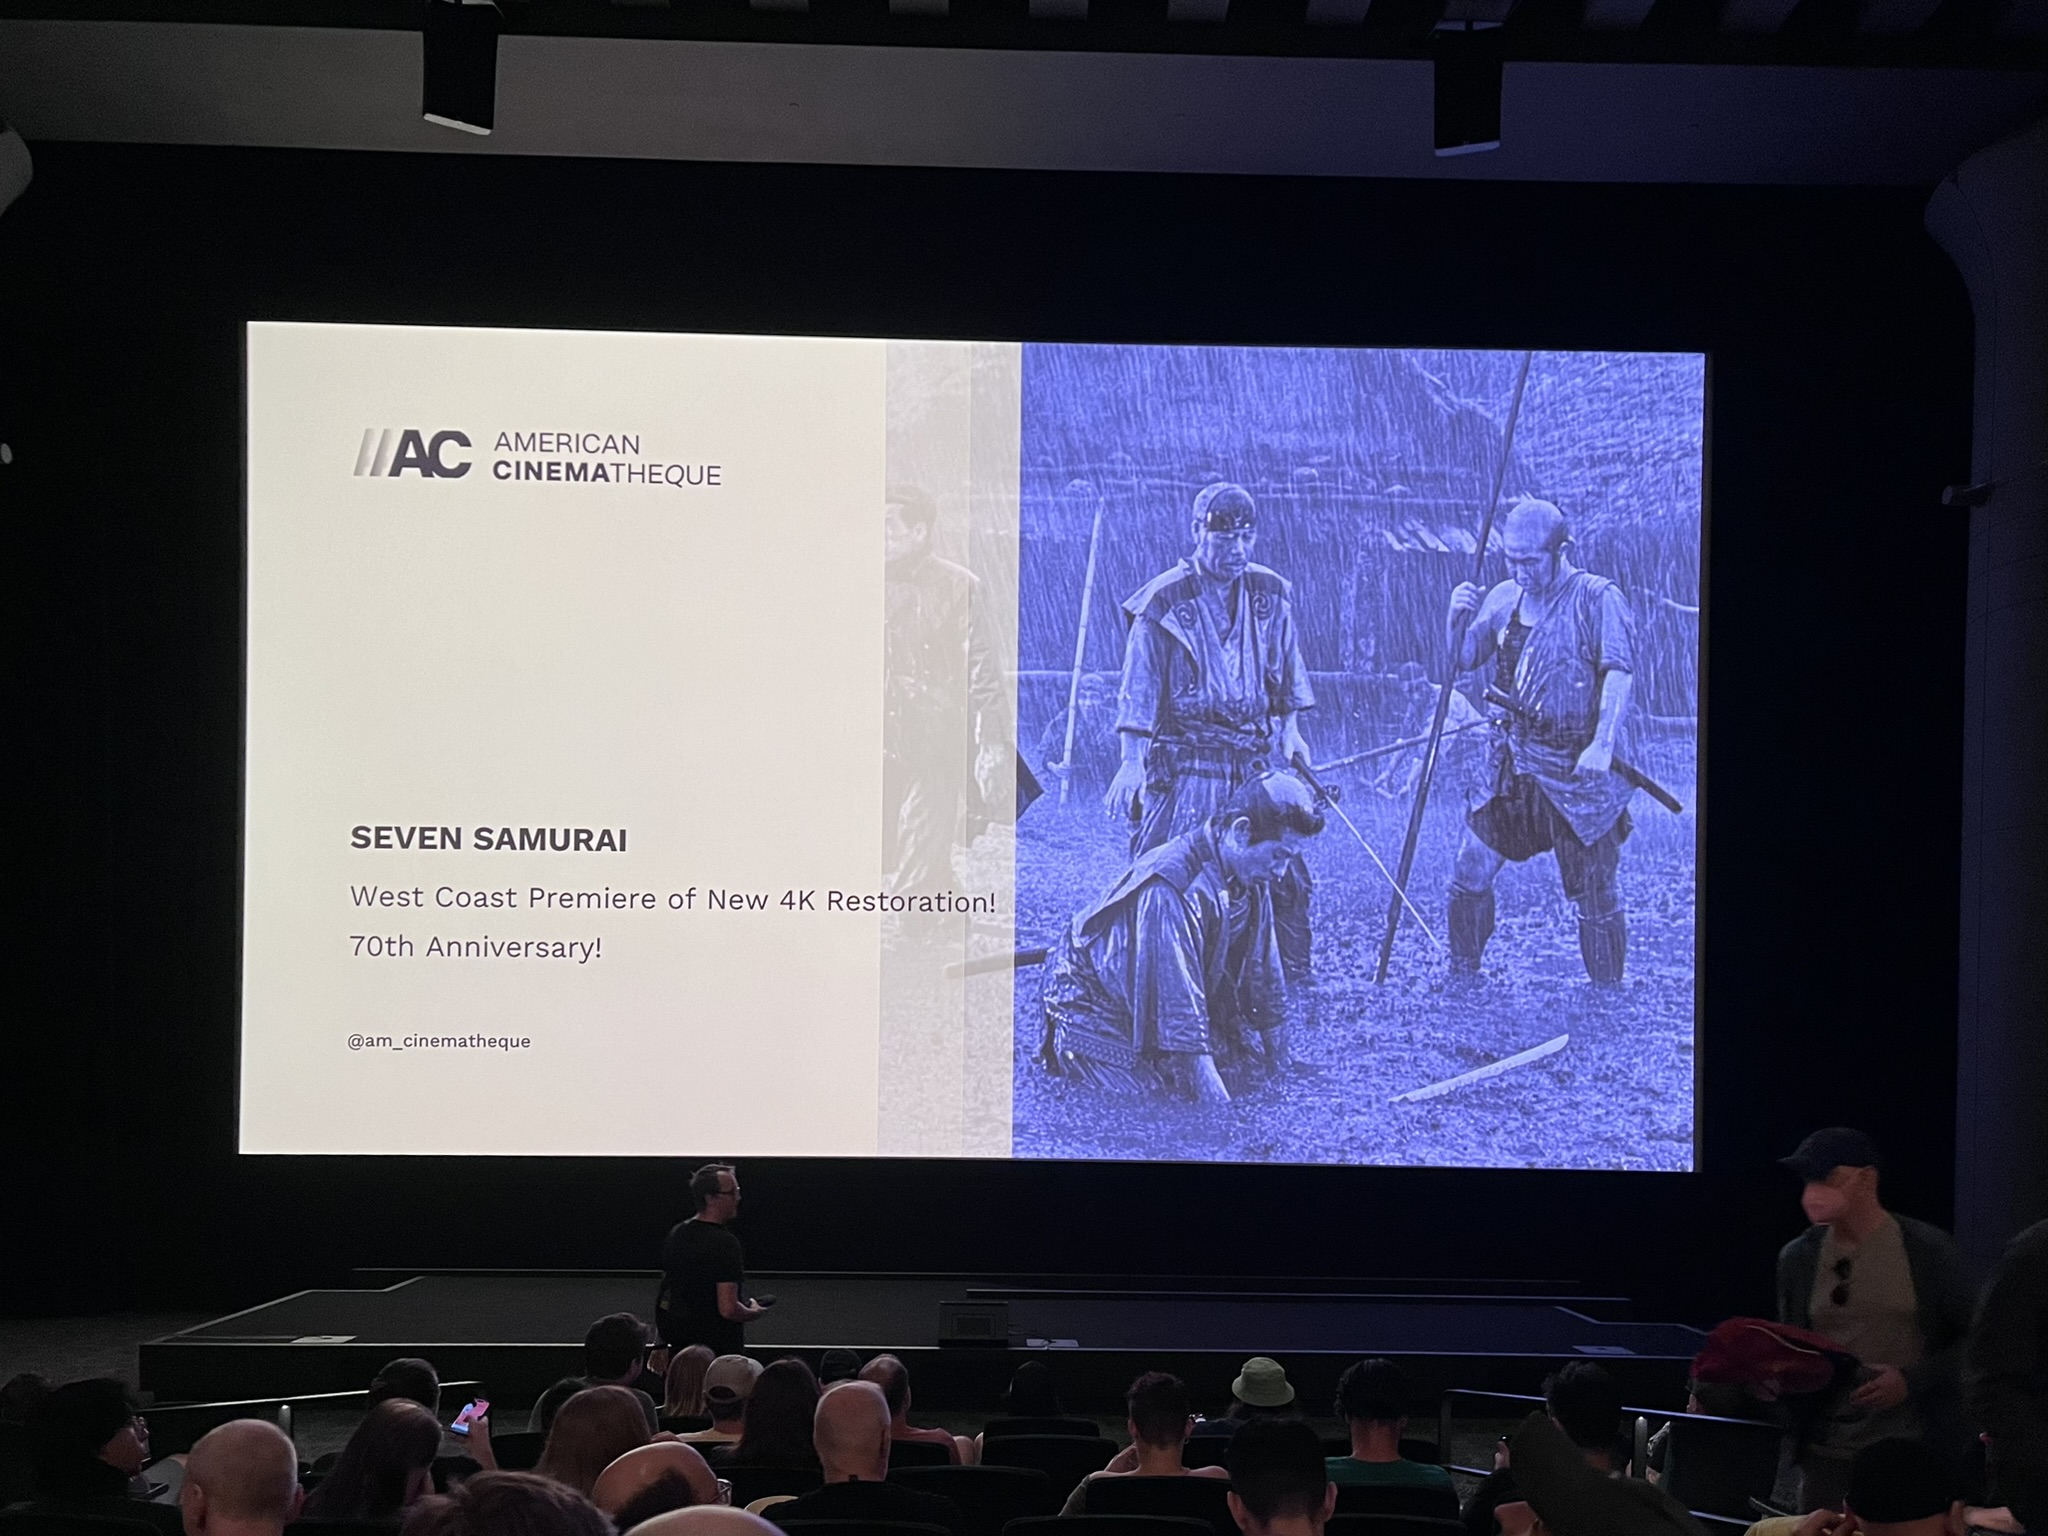 //AC AMERICAN
CINEMATHEQUE
SEVEN SAMURAI
West Coast Premiere of New 4K Restoration!
70th Anniversary!
@am_cinematheque